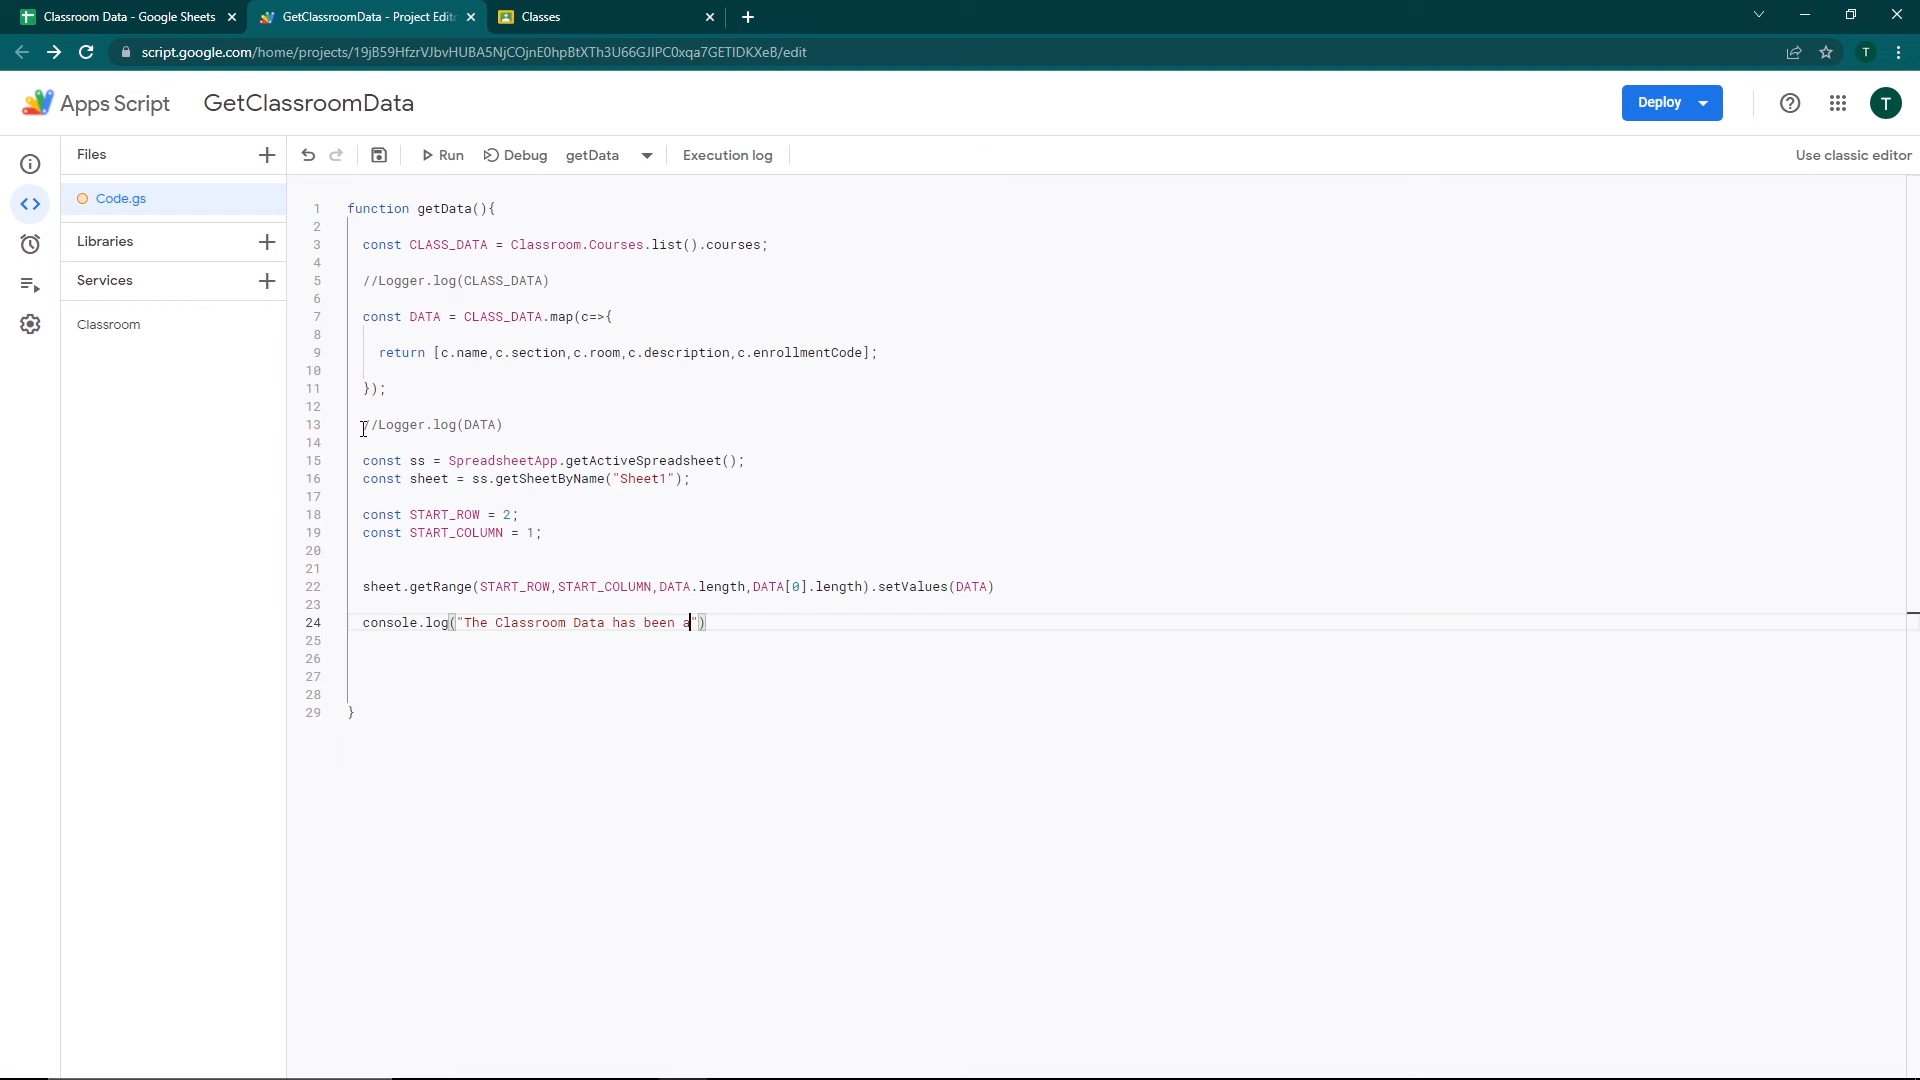 Classroom Data - Google Sheets
GetClassroomData - Project Edito
Classes
script.google.com/home/projects/19jB59HfzrVJbvHUBA5NjCOjnE0hpBtXTh3U66GJIPC0xqa7GETIDKXeB/edit
T
Apps Script
GetClassroomData
Deploy
T
Files
Run
Debug
getData
Execution log
Use classic editor
Code.gs
Libraries
Services
Classroom
1 function getData(){
2
3 const CLASS_DATA = Classroom.Courses.list().courses;
4
5 //Logger.log(CLASS_DATA)
6
7 const DATA = CLASS_DATA.map(c=>{
8
9 return [c.name,c.section,c.room,c.description,c.enrollmentCode];
10
11 });
12
13 //Logger.log(DATA)
14
15 const ss = SpreadsheetApp.getActiveSpreadsheet();
16 const sheet = ss.getSheetByName("Sheet1");
17
18 const START_ROW = 2;
19 const START_COLUMN = 1;
20
21
22 sheet.getRange(START_ROW,START_COLUMN,DATA.length,DATA[0].length).setValues(DATA)
23
24 console.log("The Classroom Data has been a")
25
26
27
28
29 }